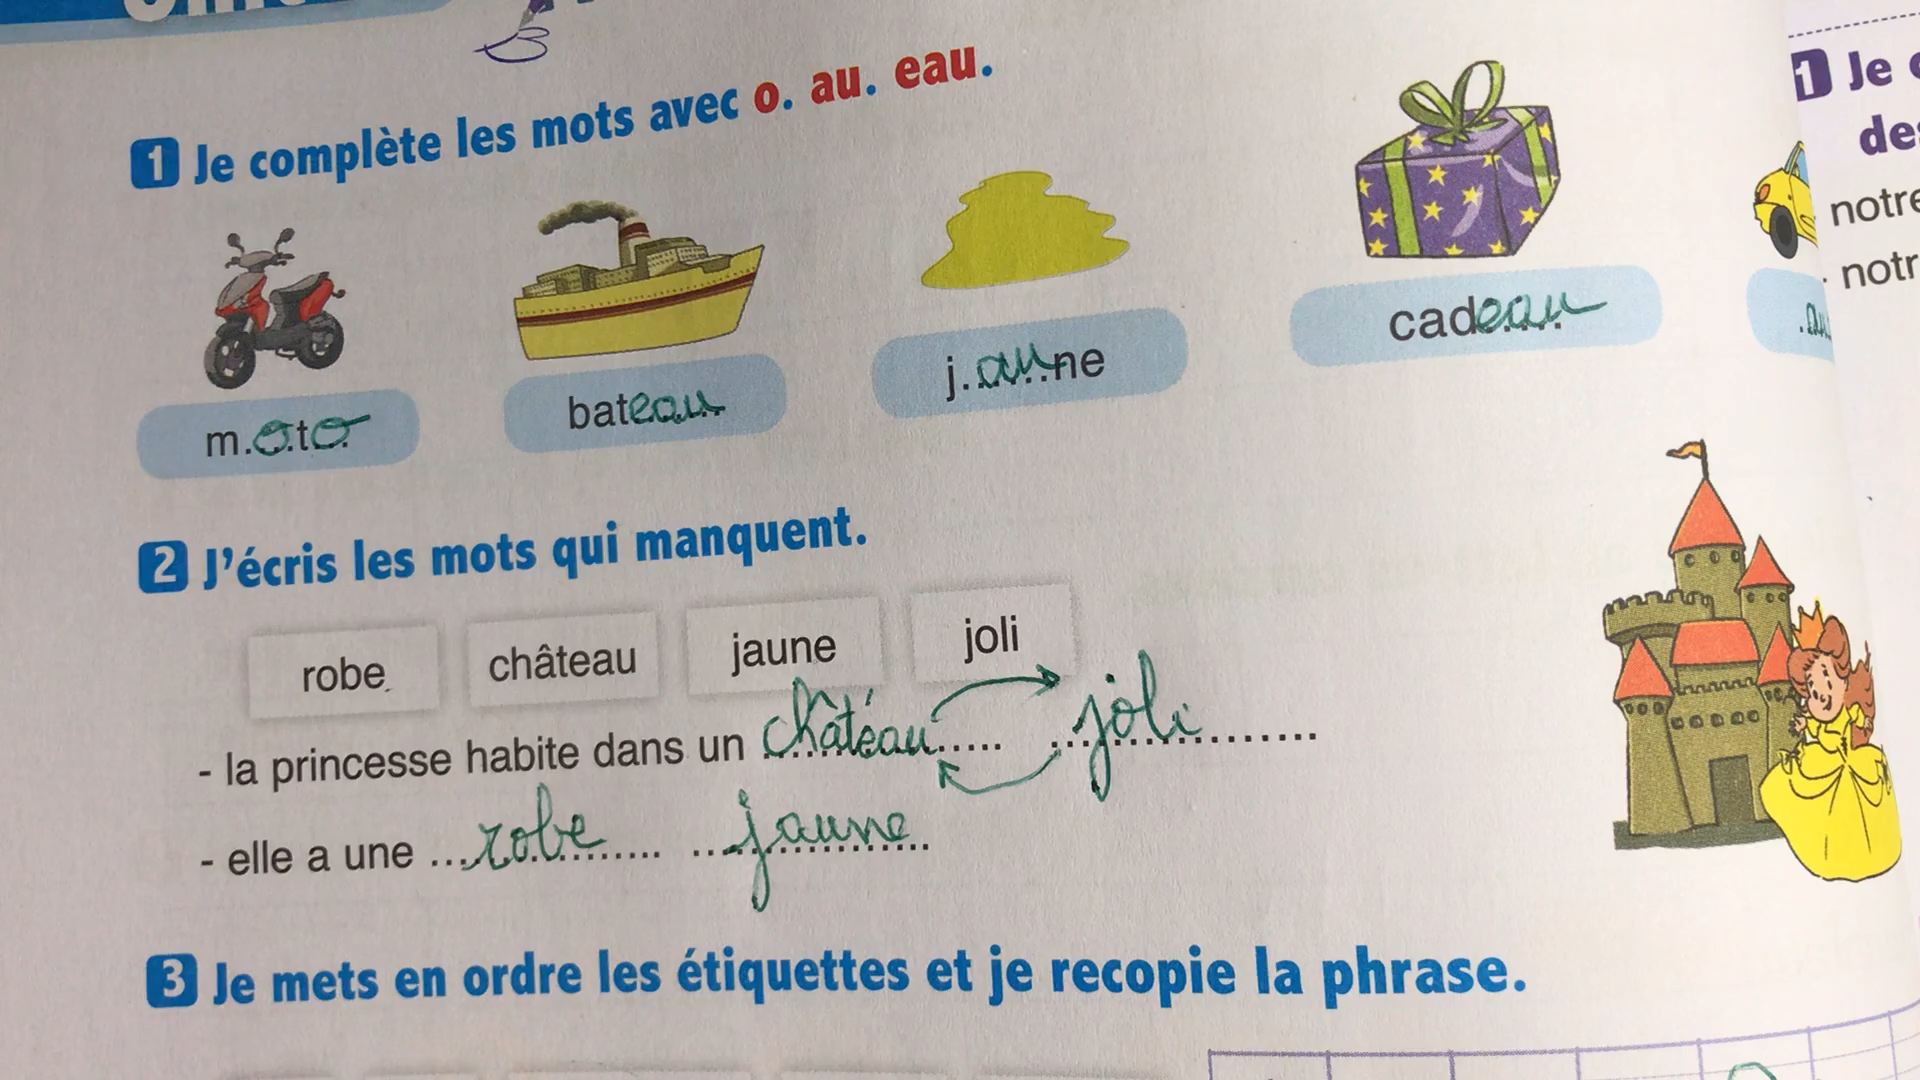 1 Je complète les mots avec o. au. eau.
m.o.to.
bateau
j.au.ne
cadeau
2 J'écris les mots qui manquent.
robe château jaune joli
- la princesse habite dans un château joli
- elle a une robe jaune
3 Je mets en ordre les étiquettes et je recopie la phrase.
1 Je
notre